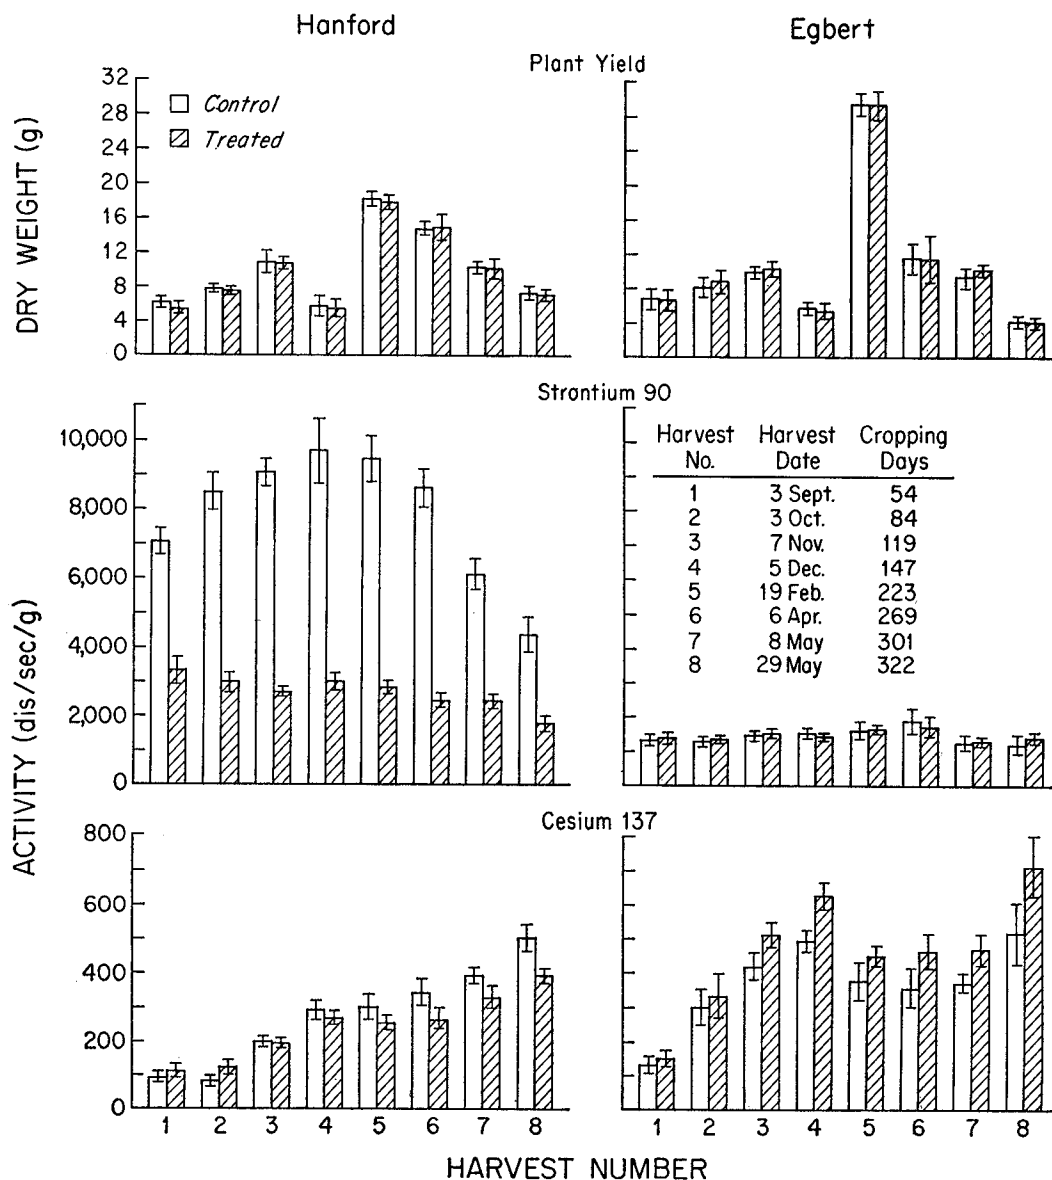 Hanford
Egbert
Plant Yield
DRY WEIGHT (g)
32
28
24
20
16
12
8
4
0
Control
Treated
Strontium 90
ACTIVITY (dis/sec/g)
10,000
8,000
6,000
4,000
2,000
0
Harvest No. Harvest Date Cropping Days
1 3 Sept. 54
2 3 Oct. 84
3 7 Nov. 119
4 5 Dec. 147
5 19 Feb. 223
6 6 Apr. 269
7 8 May 301
8 29 May 322
Cesium 137
800
600
400
200
0
1 2 3 4 5 6 7 8
1 2 3 4 5 6 7 8
HARVEST NUMBER